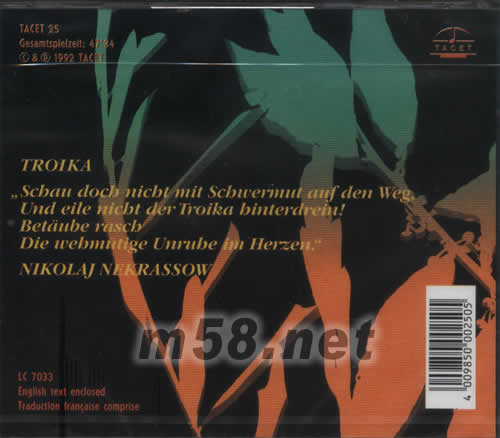 TACET 25
Gesamtspielzeit:
© & ℗ 1992 TACET
TACET
TROIKA
„Schau doch nicht mit Schwermut auf den Weg.
Und eile nicht der Troika hinterdrein!
Betäube rasch
Die wehmütige Unruhe im Herzen.“
NIKOLAJ NEKRASSOW
m58.net
LC 7033
English text enclosed
Traduction française comprise
4 009850 002505